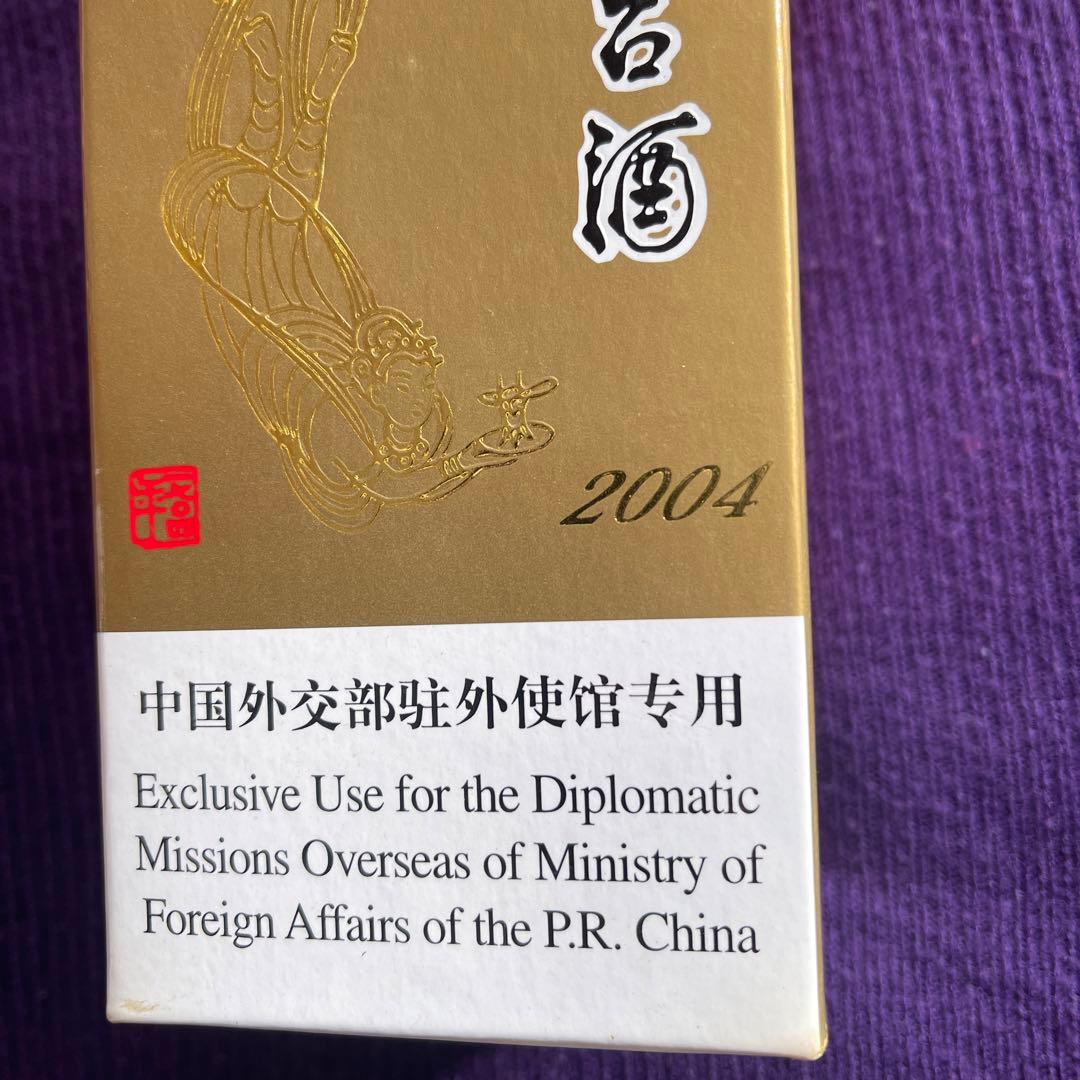 台酒
2004
中国外交部驻外使馆专用
Exclusive Use for the Diplomatic
Missions Overseas of Ministry of
Foreign Affairs of the P.R. China